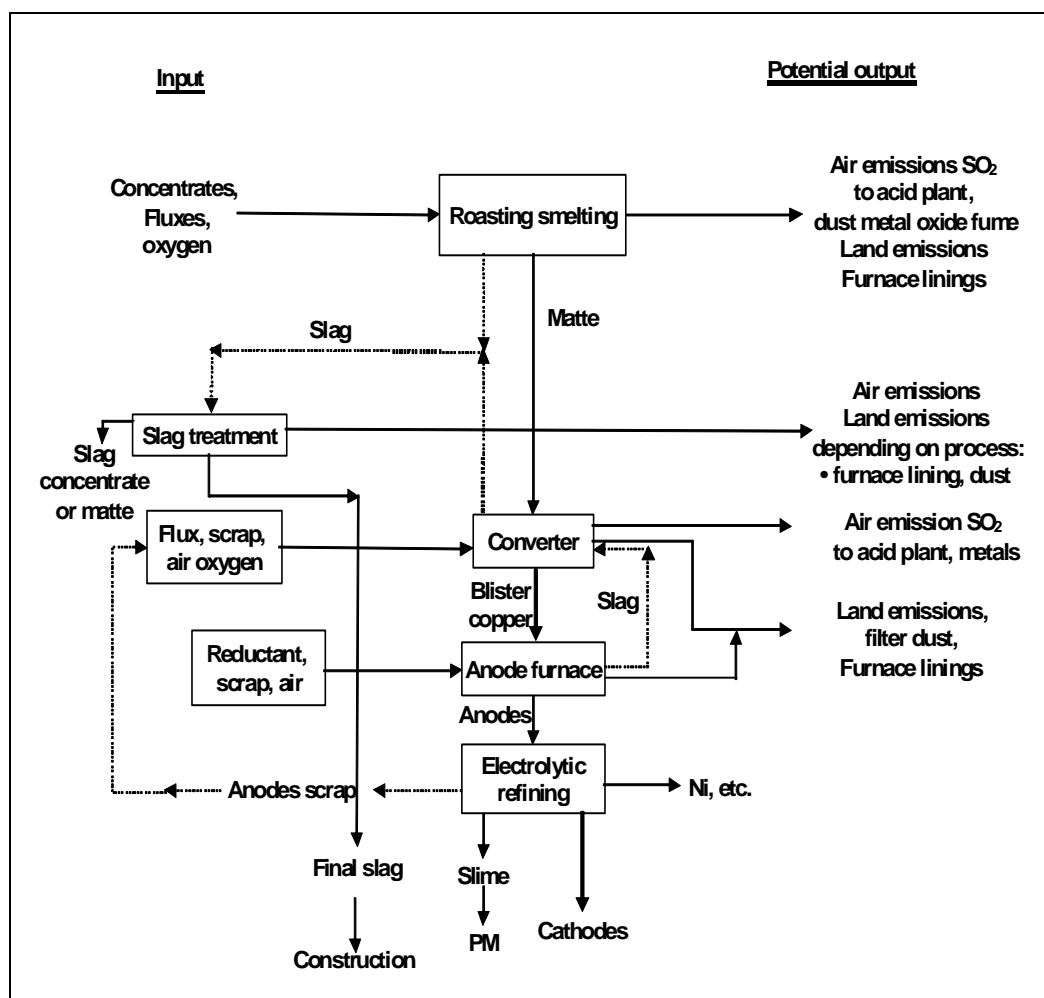 Input
Potential output
Concentrates,
Fluxes,
oxygen
Roasting smelting
Air emissions SO₂
to acid plant,
dust metal oxide fume
Land emissions
Furnace linings
Matte
Slag
Slag treatment
Air emissions
Land emissions
depending on process:
• furnace lining, dust
Slag
concentrate
or matte
Flux, scrap,
air oxygen
Converter
Air emission SO₂
to acid plant, metals
Blister
copper
Slag
Land emissions,
filter dust,
Furnace linings
Reductant,
scrap, air
Anode furnace
Anodes
Electrolytic
refining
Anodes scrap
Ni, etc.
Final slag
Slime
Cathodes
PM
Construction